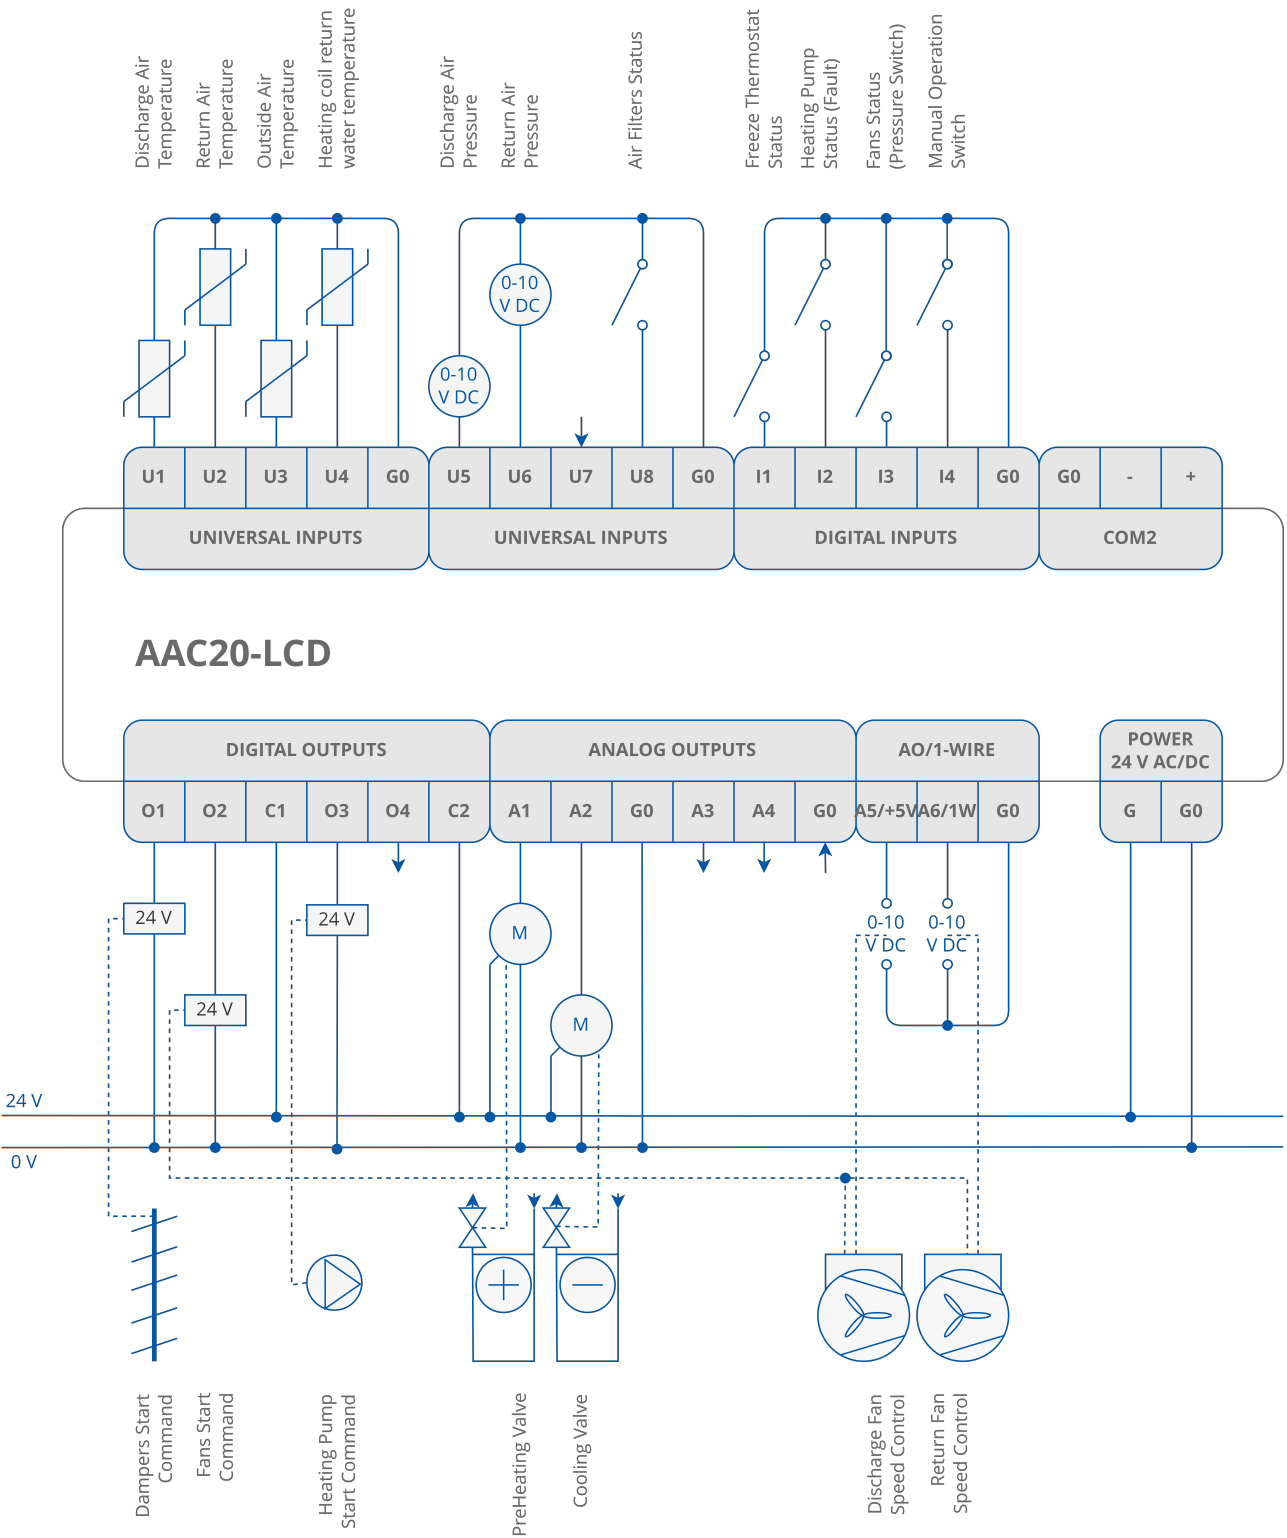 Discharge Air
Temperature
Return Air
Temperature
Outside Air
Temperature
Heating coil return
water temperature
Discharge Air
Pressure
Return Air
Pressure
Air Filters Status
Freeze Thermostat
Status
Heating Pump
Status (Fault)
Fans Status
(Pressure Switch)
Manual Operation
Switch
0-10
V DC
0-10
V DC
U1 U2 U3 U4 G0 U5 U6 U7 U8 G0 I1 I2 I3 I4 G0 G0 - +
UNIVERSAL INPUTS UNIVERSAL INPUTS DIGITAL INPUTS COM2
AAC20-LCD
DIGITAL OUTPUTS ANALOG OUTPUTS AO/1-WIRE POWER
24 V AC/DC
O1 O2 C1 O3 O4 C2 A1 A2 G0 A3 A4 G0 A5/+5V A6/1W G0 G G0
24 V
24 V
24 V
M
M
0-10
V DC
0-10
V DC
24 V
0 V
Dampers Start
Command
Fans Start
Command
Heating Pump
Start Command
PreHeating Valve
Cooling Valve
Discharge Fan
Speed Control
Return Fan
Speed Control